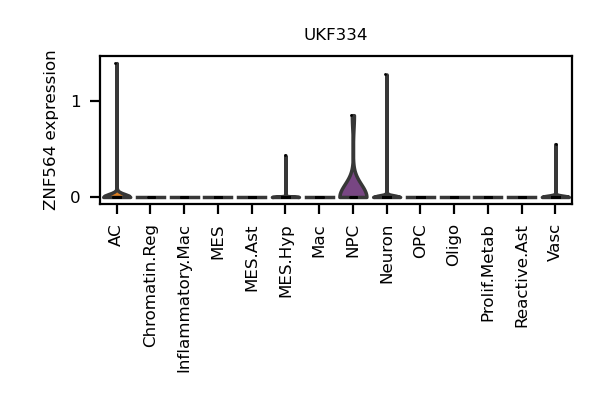 UKF334
ZNF564 expression
1
0
AC
Chromatin.Reg
Inflammatory.Mac
MES
MES.Ast
MES.Hyp
Mac
NPC
Neuron
OPC
Oligo
Prolif.Metab
Reactive.Ast
Vasc